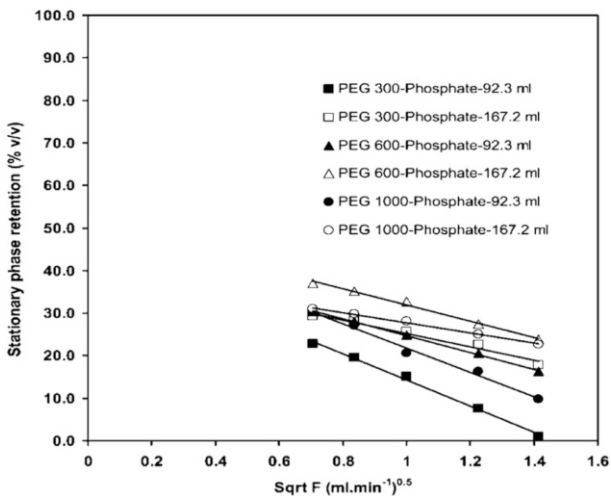 100.0
90.0
80.0
70.0
60.0
50.0
40.0
30.0
20.0
10.0
0.0
Stationary phase retention (% v/v)
PEG 300-Phosphate-92.3 ml
PEG 300-Phosphate-167.2 ml
PEG 600-Phosphate-92.3 ml
PEG 600-Phosphate-167.2 ml
PEG 1000-Phosphate-92.3 ml
PEG 1000-Phosphate-167.2 ml
0 0.2 0.4 0.6 0.8 1.0 1.2 1.4 1.6
Sqrt F (ml.min⁻¹)⁰·⁵